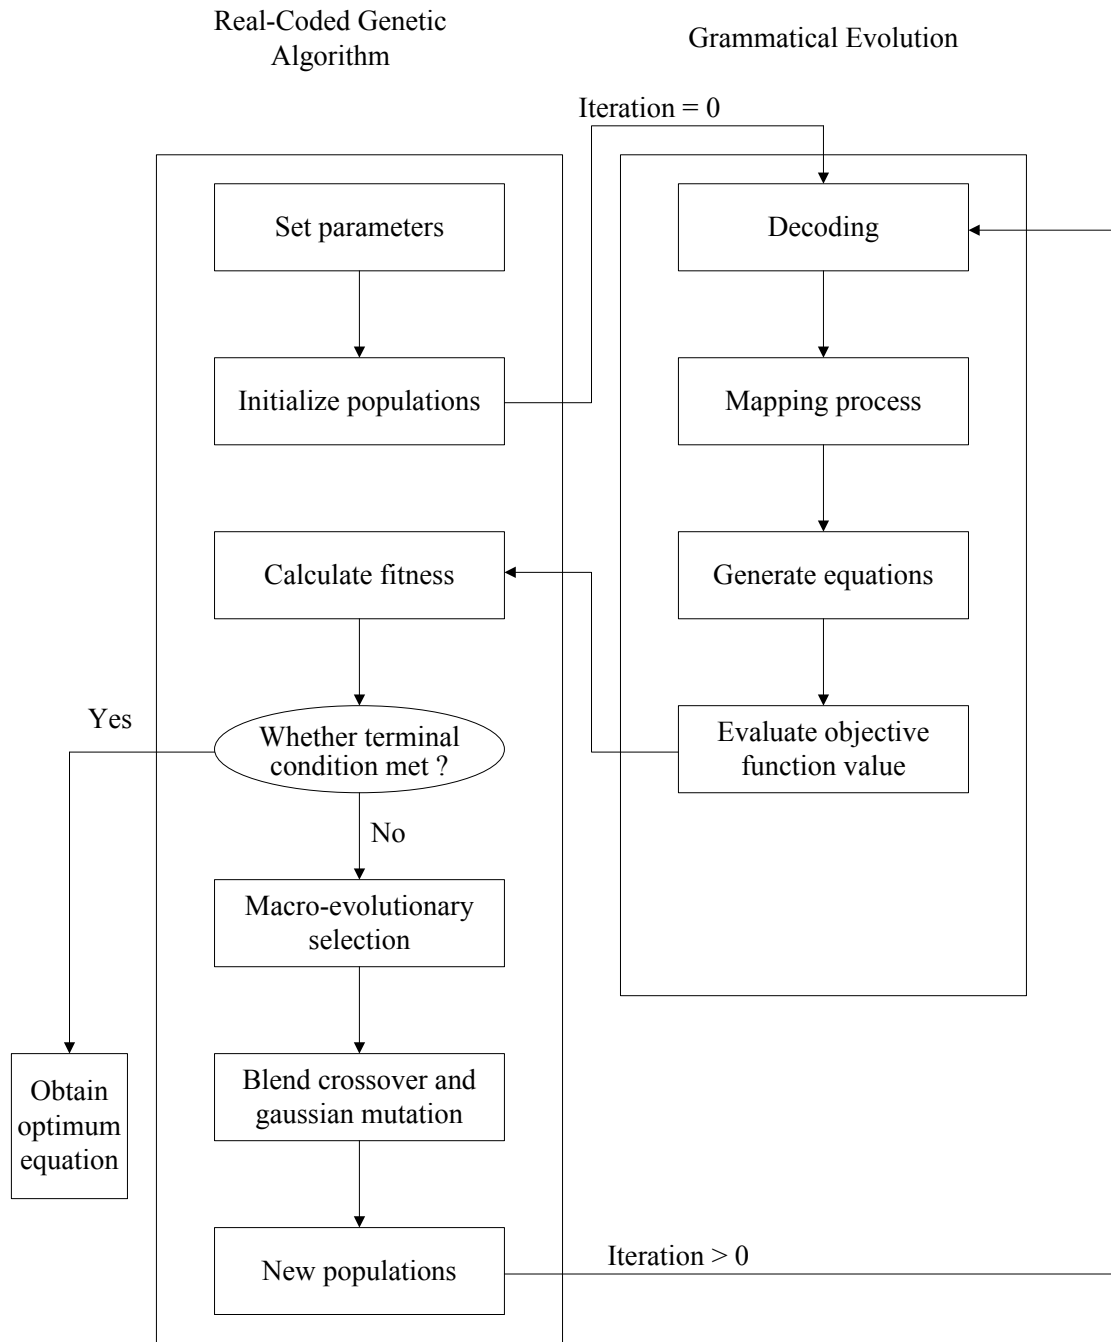 Real-Coded Genetic
Algorithm
Grammatical Evolution
Iteration = 0
Set parameters
Decoding
Initialize populations
Mapping process
Calculate fitness
Generate equations
Yes
Whether terminal
condition met ?
Evaluate objective
function value
No
Macro-evolutionary
selection
Obtain
optimum
equation
Blend crossover and
gaussian mutation
New populations
Iteration > 0